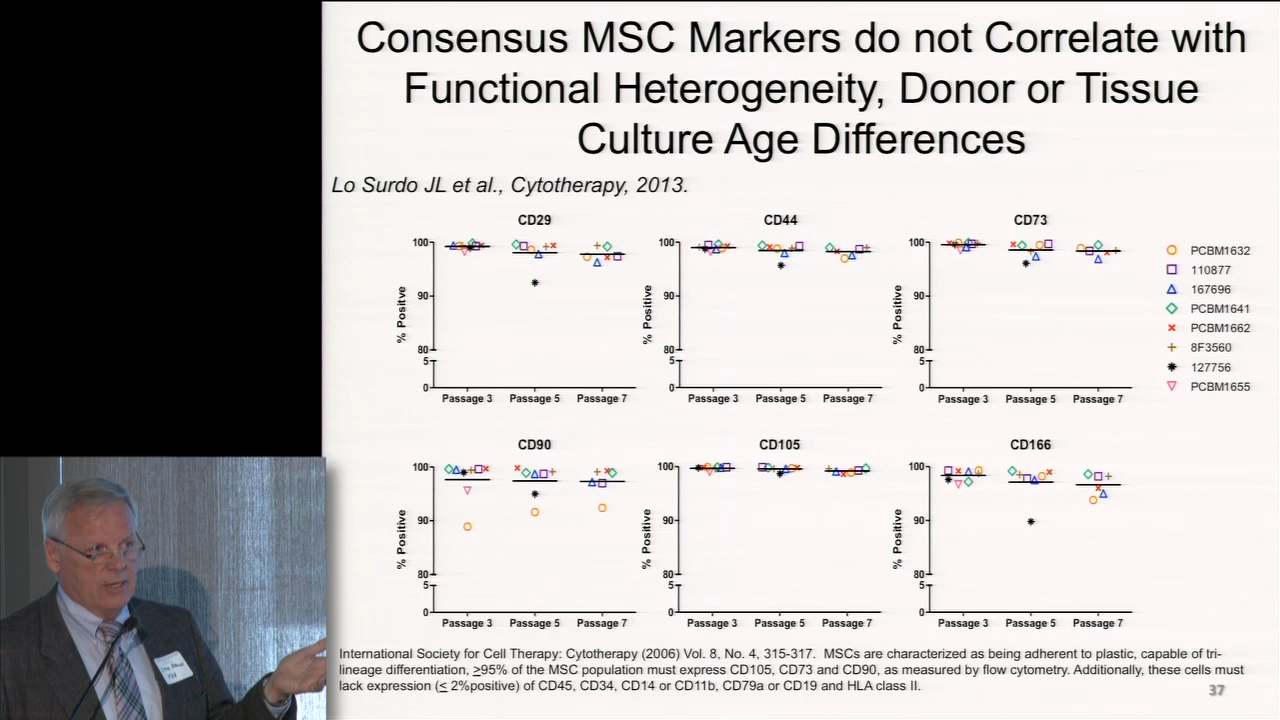 Consensus MSC Markers do not Correlate with
Functional Heterogeneity, Donor or Tissue
Culture Age Differences
Lo Surdo JL et al., Cytotherapy, 2013.
CD29
100
90
80
5
0
% Positive
Passage 3 Passage 5 Passage 7
CD44
100
90
80
5
0
% Positive
Passage 3 Passage 5 Passage 7
CD73
100
90
80
5
0
% Positive
Passage 3 Passage 5 Passage 7
PCBM1632
110877
167696
PCBM1641
PCBM1662
8F3560
127756
PCBM1655
CD90
100
90
80
5
0
% Positive
Passage 3 Passage 5 Passage 7
CD105
100
90
80
5
0
% Positive
Passage 3 Passage 5 Passage 7
CD166
100
90
80
5
0
% Positive
Passage 3 Passage 5 Passage 7
International Society for Cell Therapy: Cytotherapy (2006) Vol. 8, No. 4, 315-317. MSCs are characterized as being adherent to plastic, capable of tri-
lineage differentiation, ≥95% of the MSC population must express CD105, CD73 and CD90, as measured by flow cytometry. Additionally, these cells must
lack expression (≤ 2%positive) of CD45, CD34, CD14 or CD11b, CD79a or CD19 and HLA class II.
37
FDA